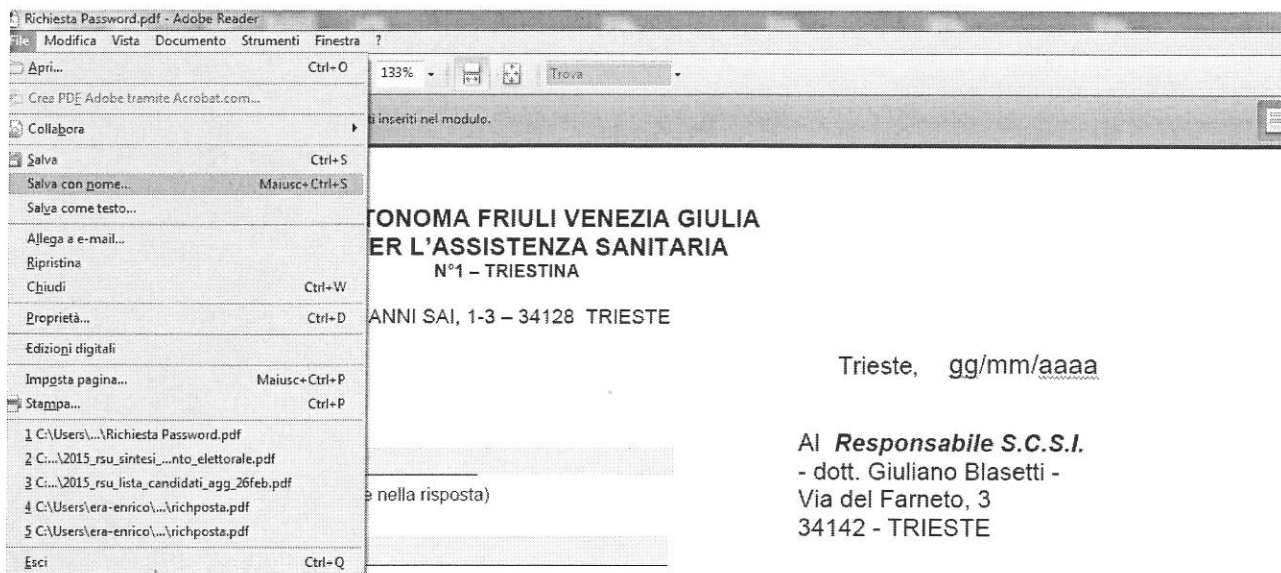 Richiesta Password.pdf - Adobe Reader
File Modifica Vista Documento Strumenti Finestra ?
133% Trova
Apri... Ctrl+O
Crea PDF Adobe tramite Acrobat.com...
Collabora
Salva Ctrl+S
Salva con nome... Maiusc+Ctrl+S
Salva come testo...
Allega a e-mail...
Ripristina
Chiudi Ctrl+W
Proprietà... Ctrl+D
Edizioni digitali
Imposta pagina... Maiusc+Ctrl+P
Stampa... Ctrl+P
1 C:\Users\...\Richiesta Password.pdf
2 C:...\2015_rsu_sintesi_...nto_elettorale.pdf
3 C:...\2015_rsu_lista_candidati_agg_26feb.pdf
4 C:\Users\era-enrico\...\richposta.pdf
5 C:\Users\era-enrico\...\richposta.pdf
Esci Ctrl+Q
ti inseriti nel modulo.
TONOMA FRIULI VENEZIA GIULIA
ER L'ASSISTENZA SANITARIA
N°1 – TRIESTINA
ANNI SAI, 1-3 – 34128 TRIESTE
Trieste, gg/mm/aaaa
Al Responsabile S.C.S.I.
- dott. Giuliano Blasetti -
Via del Farneto, 3
34142 - TRIESTE
e nella risposta)